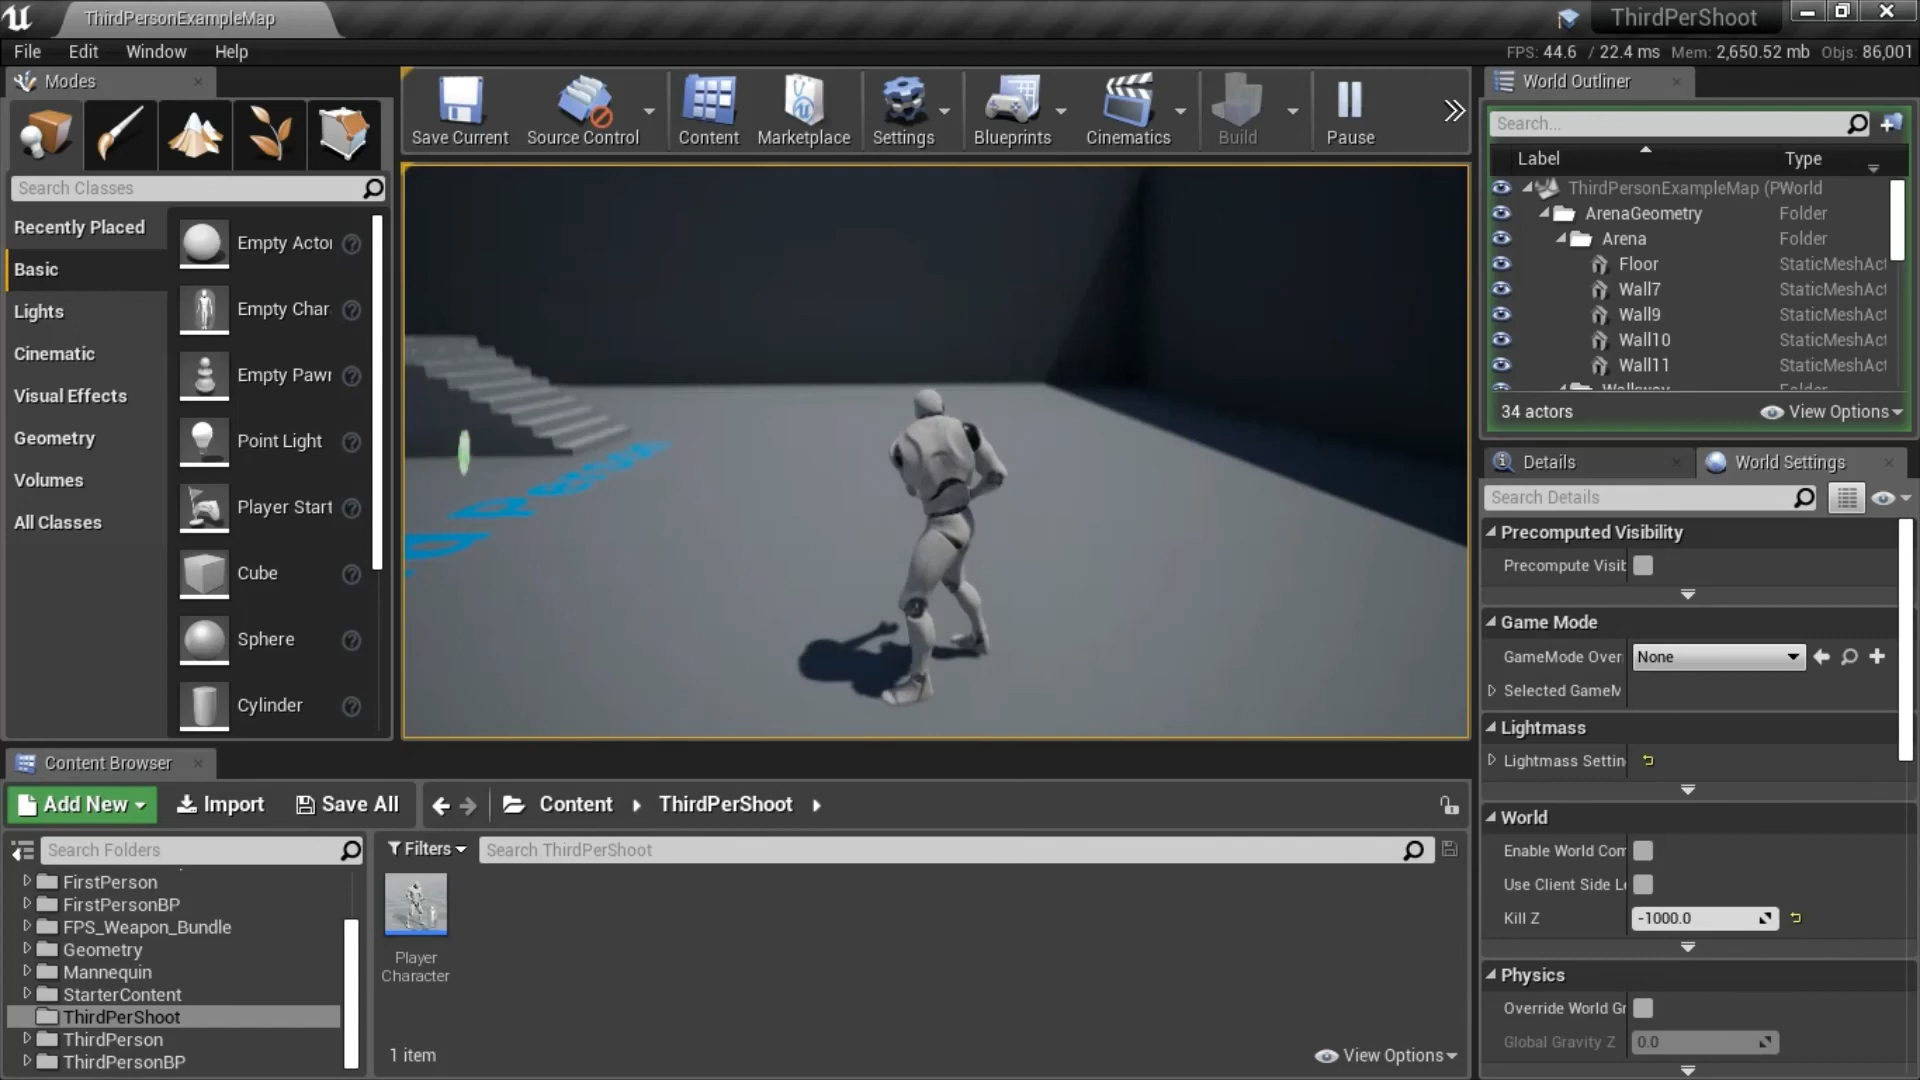 ThirdPersonExampleMap
ThirdPerShoot
File Edit Window Help
FPS: 44.6 / 22.4 ms Mem: 2,650.52 mb Objs: 86,001
Modes
Save Current
Source Control
Content
Marketplace
Settings
Blueprints
Cinematics
Build
Pause
World Outliner
Search...
Label Type
ThirdPersonExampleMap (P World
ArenaGeometry Folder
Arena Folder
Floor StaticMeshAct
Wall7 StaticMeshAct
Wall9 StaticMeshAct
Wall10 StaticMeshAct
Wall11 StaticMeshAct
Walkway Folder
34 actors View Options
Search Classes
Recently Placed
Basic
Lights
Cinematic
Visual Effects
Geometry
Volumes
All Classes
Empty Actor
Empty Char
Empty Pawn
Point Light
Player Start
Cube
Sphere
Cylinder
Details
World Settings
Search Details
Precomputed Visibility
Precompute Visib
Game Mode
GameMode Over None
Selected GameM
Lightmass
Lightmass Settin
World
Enable World Com
Use Client Side Le
Kill Z -1000.0
Physics
Override World Gr
Global Gravity Z 0.0
Content Browser
Add New Import Save All Content ThirdPerShoot
Search Folders
Filters Search ThirdPerShoot
FirstPerson
FirstPersonBP
FPS_Weapon_Bundle
Geometry
Mannequin
StarterContent
ThirdPerShoot
ThirdPerson
ThirdPersonBP
Player
Character
1 item View Options